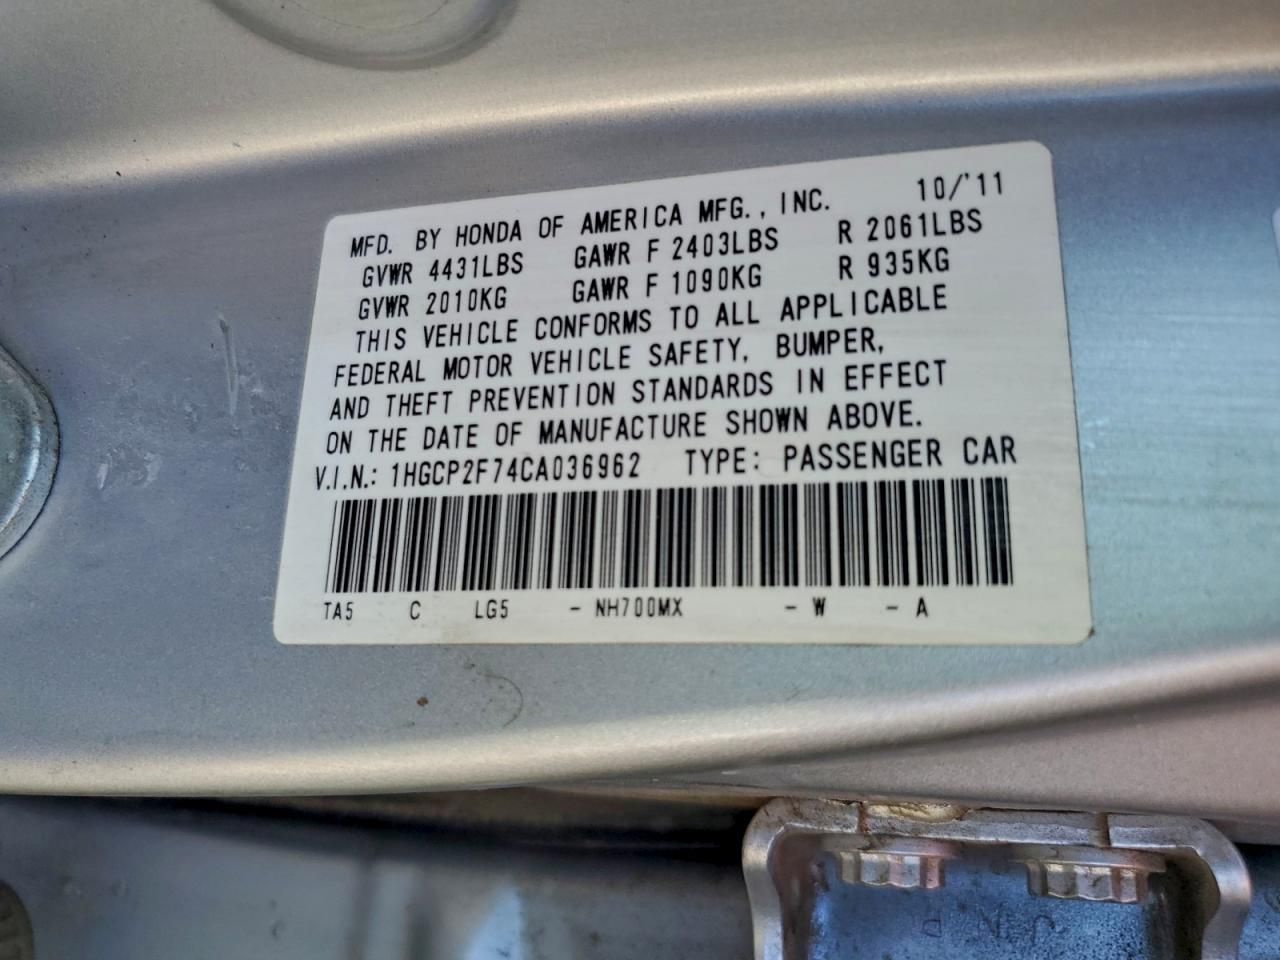 10/'11
MFD. BY HONDA OF AMERICA MFG., INC.
GVWR 4431LBS GAWR F 2403LBS R 2061LBS
GVWR 2010KG GAWR F 1090KG R 935KG
THIS VEHICLE CONFORMS TO ALL APPLICABLE
FEDERAL MOTOR VEHICLE SAFETY, BUMPER,
AND THEFT PREVENTION STANDARDS IN EFFECT
ON THE DATE OF MANUFACTURE SHOWN ABOVE.
V.I.N.: 1HGCP2F74CA036962 TYPE: PASSENGER CAR
TA5 C LG5 - NH700MX - W - A